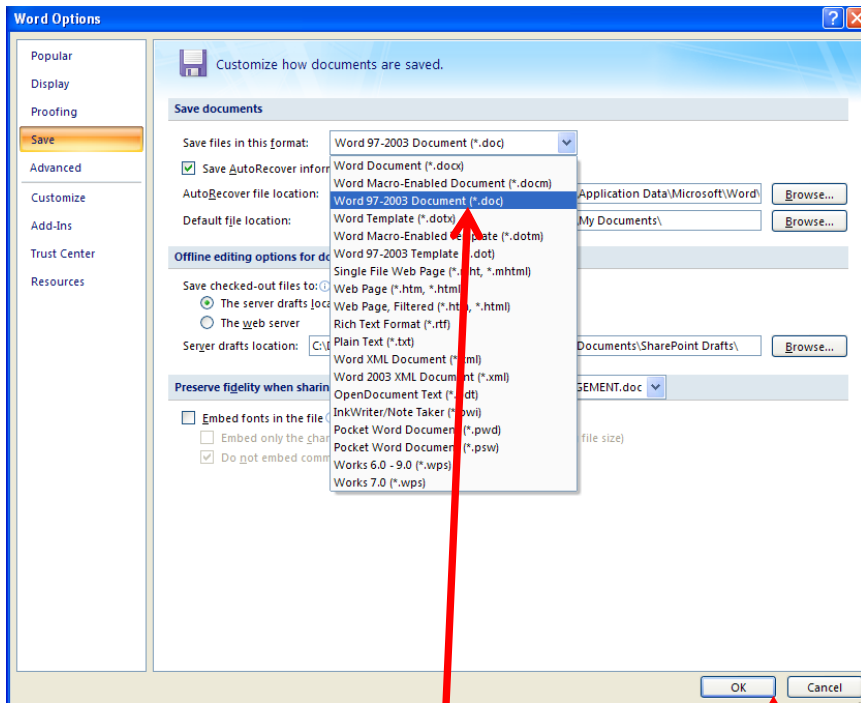 Word Options
Popular
Display
Proofing
Save
Advanced
Customize
Add-Ins
Trust Center
Resources
Customize how documents are saved.
Save documents
Save files in this format: Word 97-2003 Document (*.doc)
Save AutoRecover
AutoRecover file location: Application Data\Microsoft\Word\ Browse...
Default file location: My Documents\ Browse...
Word Document (*.docx)
Word Macro-Enabled Document (*.docm)
Word 97-2003 Document (*.doc)
Word Template (*.dotx)
Word Macro-Enabled Template (*.dotm)
Word 97-2003 Template (*.dot)
Single File Web Page (*.mht, *.mhtml)
Web Page (*.htm, *.html)
Web Page, Filtered (*.htm, *.html)
Rich Text Format (*.rtf)
Plain Text (*.txt)
Word XML Document (*.xml)
Word 2003 XML Document (*.xml)
OpenDocument Text (*.odt)
InkWriter/Note Taker (*.pwi)
Pocket Word Document (*.pwd)
Pocket Word Document (*.psw)
Works 6.0 - 9.0 (*.wps)
Works 7.0 (*.wps)
Offline editing options for
Save checked-out files to:
The server drafts
The web server
Server drafts location: C:\ Documents\SharePoint Drafts\ Browse...
Preserve fidelity when sharing GEMENT.doc
Embed fonts in the file
Embed only the file size)
Do not embed
OK
Cancel